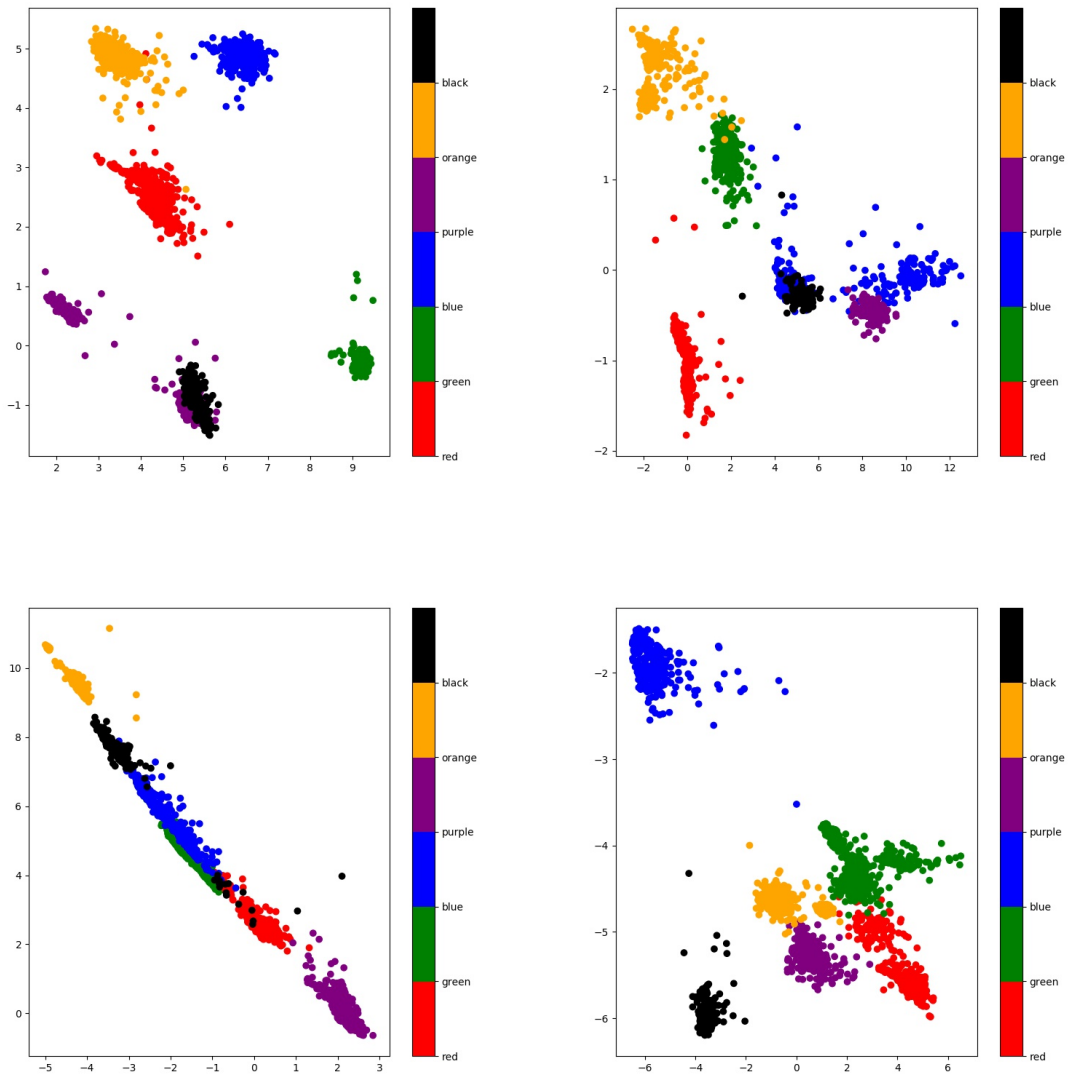 5
4
3
2
1
0
−1
2 3 4 5 6 7 8 9
black
orange
purple
blue
green
red
2
1
0
−1
−2
−2 0 2 4 6 8 10 12
black
orange
purple
blue
green
red
10
8
6
4
2
0
−5 −4 −3 −2 −1 0 1 2 3
black
orange
purple
blue
green
red
−2
−3
−4
−5
−6
−6 −4 −2 0 2 4 6
black
orange
purple
blue
green
red